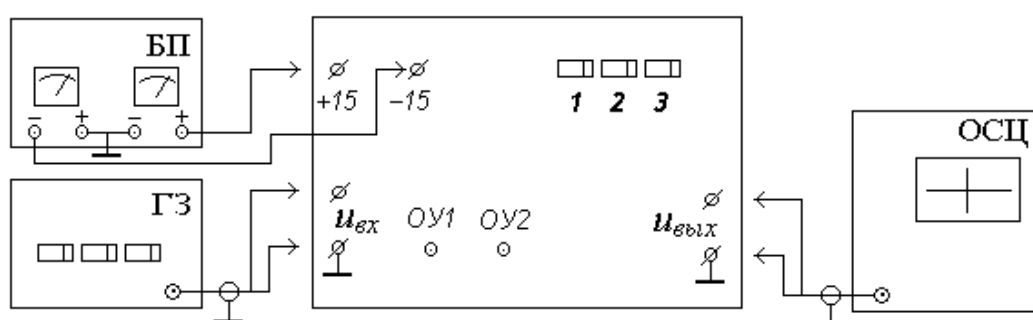 БП
− + − +
+15 −15
1 2 3
ГЗ
uвх ОУ1 ОУ2
uвых
ОСЦ